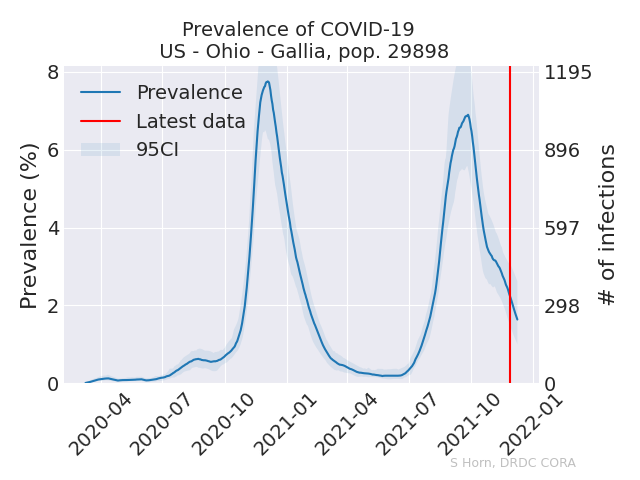 Prevalence of COVID-19
US - Ohio - Gallia, pop. 29898
Prevalence
Latest data
95CI
Prevalence (%)
8
6
4
2
0
# of infections
1195
896
597
298
0
2020-04
2020-07
2020-10
2021-01
2021-04
2021-07
2021-10
2022-01
S Horn, DRDC CORA